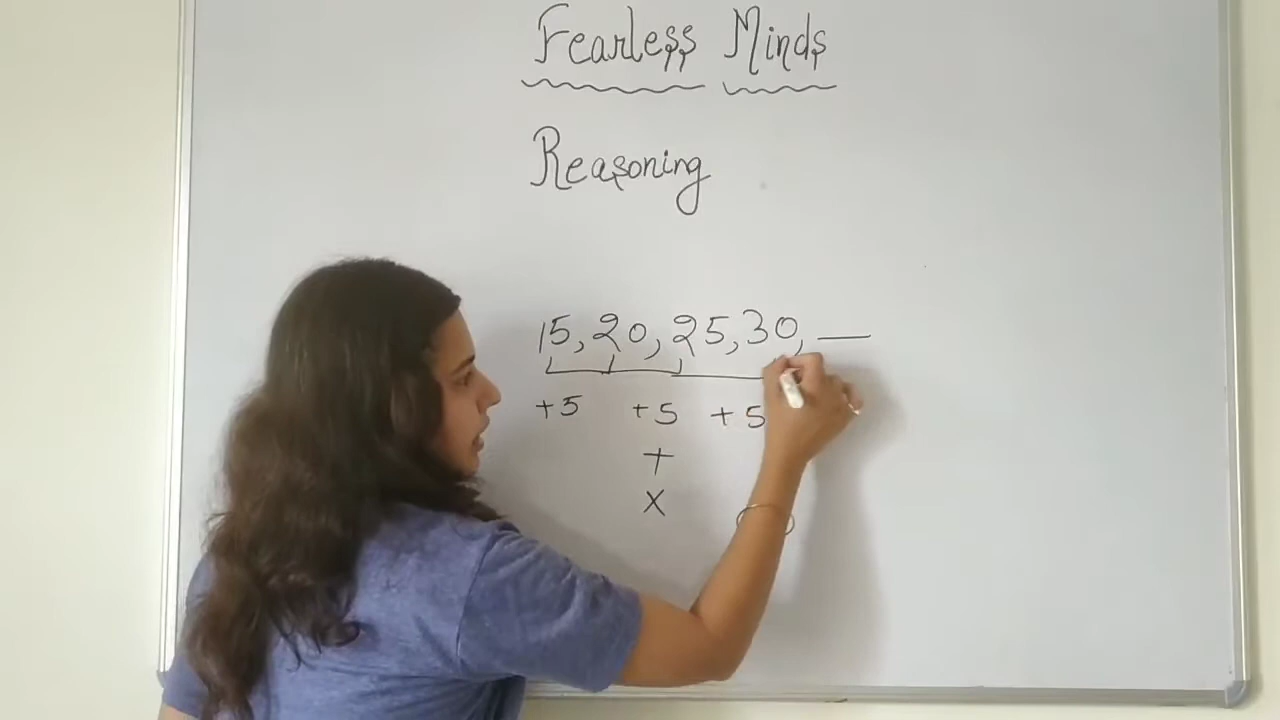 Fearless Minds
Reasoning
15, 20, 25, 30, __
+5 +5 +5
+
x